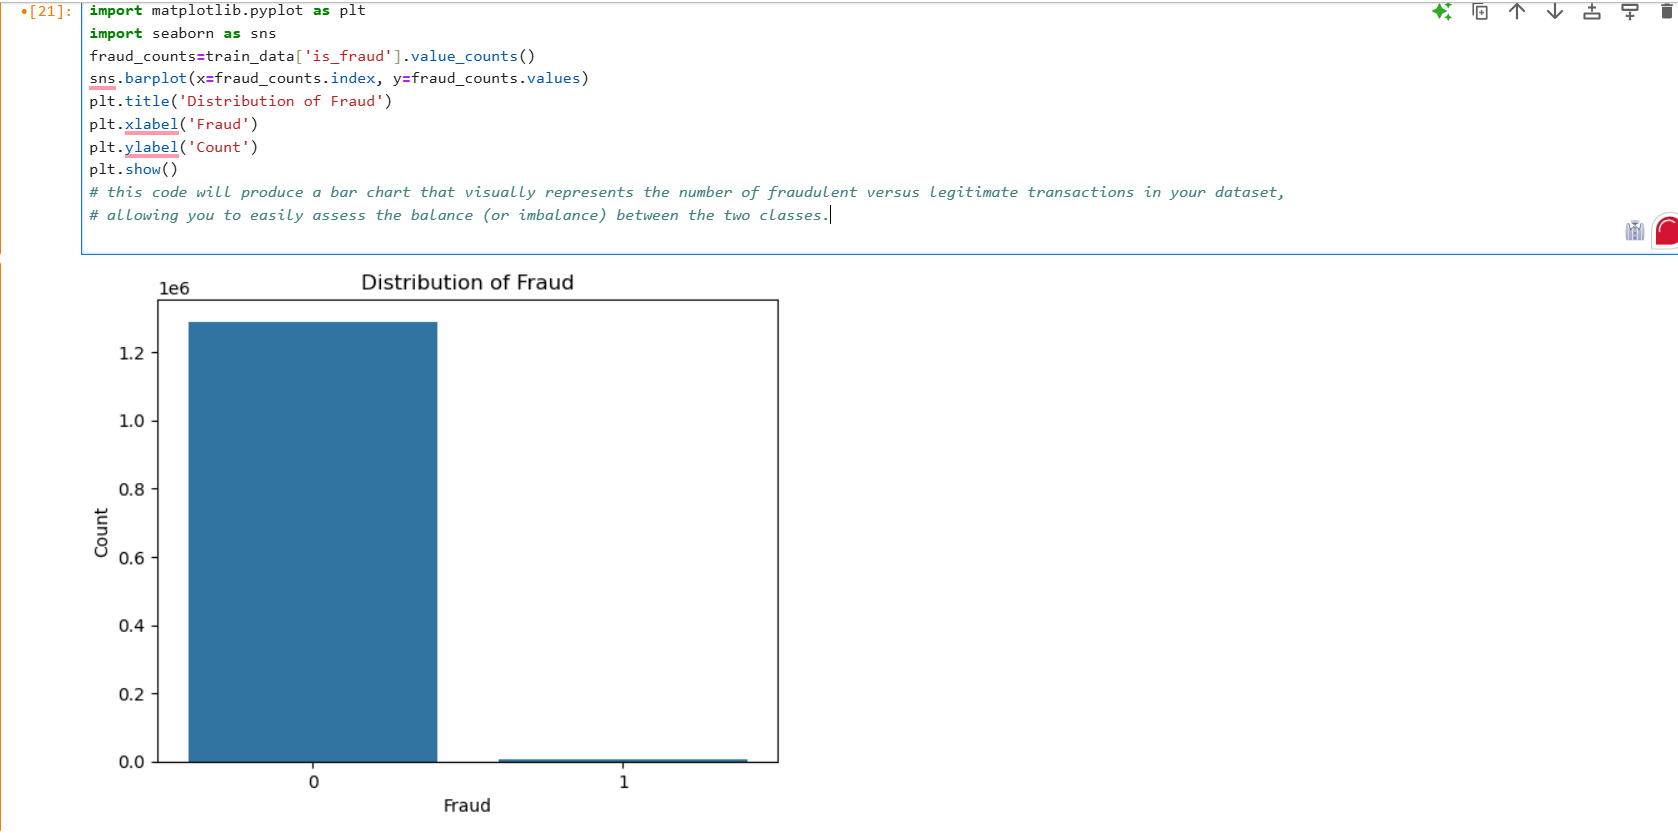 [21]:
import matplotlib.pyplot as plt
import seaborn as sns
fraud_counts=train_data['is_fraud'].value_counts()
sns.barplot(x=fraud_counts.index, y=fraud_counts.values)
plt.title('Distribution of Fraud')
plt.xlabel('Fraud')
plt.ylabel('Count')
plt.show()
# this code will produce a bar chart that visually represents the number of fraudulent versus legitimate transactions in your dataset,
# allowing you to easily assess the balance (or imbalance) between the two classes.
Distribution of Fraud
1e6
1.2
1.0
0.8
0.6
0.4
0.2
0.0
Count
0 1
Fraud